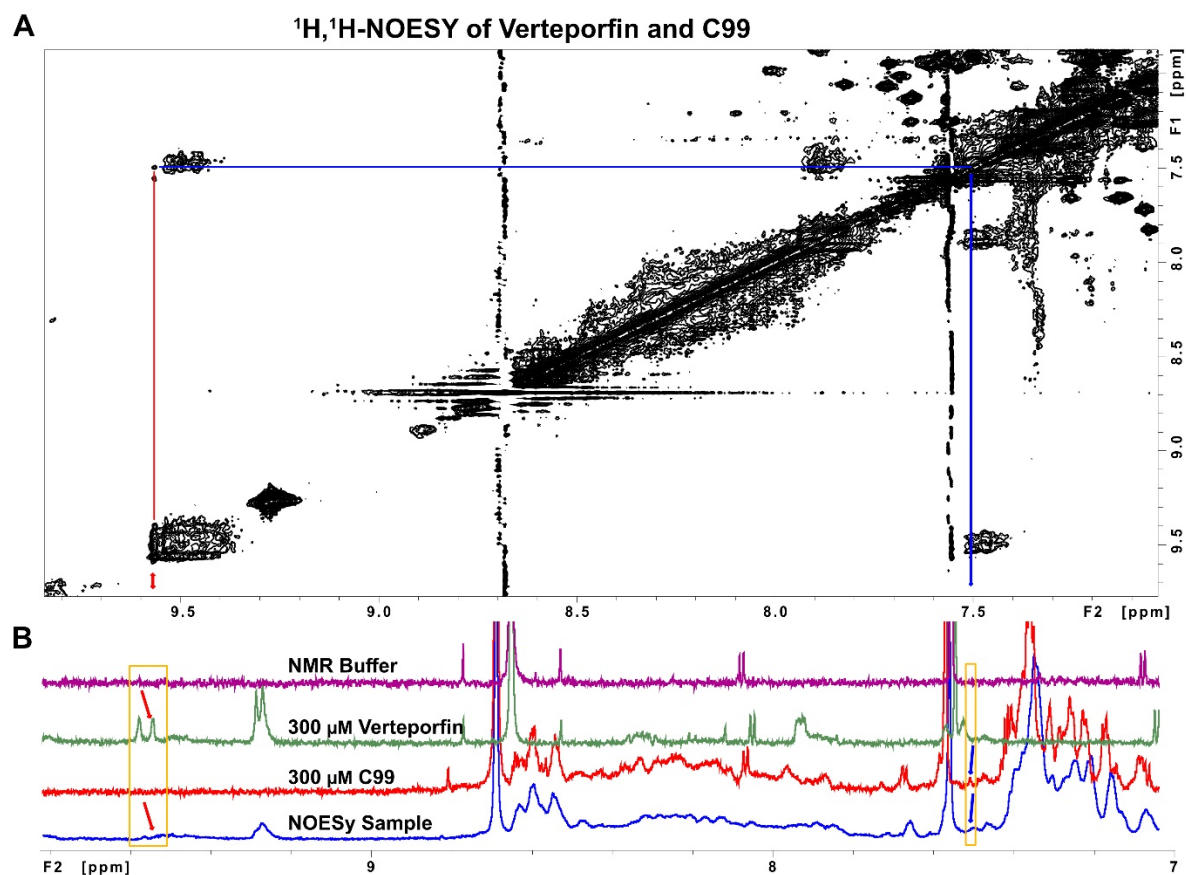 A
¹H,¹H-NOESY of Verteporfin and C99
F1 [ppm]
7.5
8.0
8.5
9.0
9.5
9.5 9.0 8.5 8.0 7.5 F2 [ppm]
B
NMR Buffer
300 µM Verteporfin
300 µM C99
NOESy Sample
F2 [ppm] 9 8 7